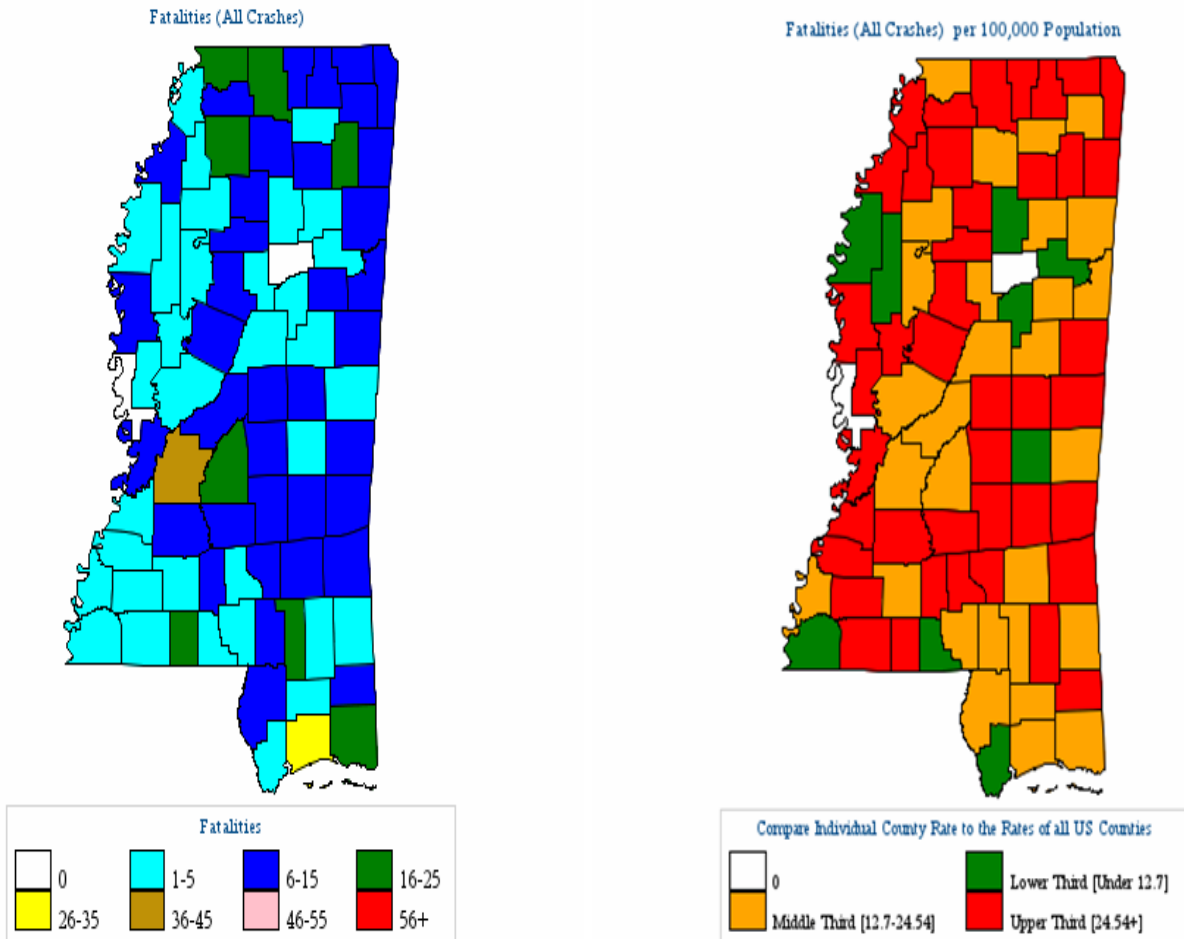 Fatalities (All Crashes)
Fatalities (All Crashes) per 100,000 Population
Fatalities
0
1-5
6-15
16-25
26-35
36-45
46-55
56+
Compare Individual County Rate to the Rates of all US Counties
0
Lower Third [Under 12.7]
Middle Third [12.7-24.54]
Upper Third [24.54+]